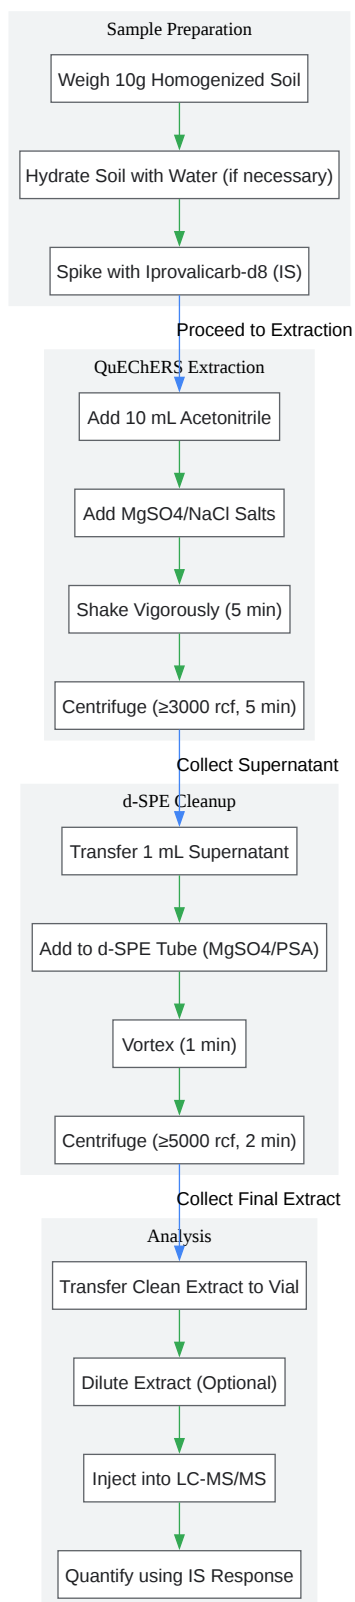 Sample Preparation
Weigh 10g Homogenized Soil
Hydrate Soil with Water (if necessary)
Spike with Iprovalicarb-d8 (IS)
Proceed to Extraction
QuEChERS Extraction
Add 10 mL Acetonitrile
Add MgSO4/NaCl Salts
Shake Vigorously (5 min)
Centrifuge (≥3000 rcf, 5 min)
Collect Supernatant
d-SPE Cleanup
Transfer 1 mL Supernatant
Add to d-SPE Tube (MgSO4/PSA)
Vortex (1 min)
Centrifuge (≥5000 rcf, 2 min)
Collect Final Extract
Analysis
Transfer Clean Extract to Vial
Dilute Extract (Optional)
Inject into LC-MS/MS
Quantify using IS Response